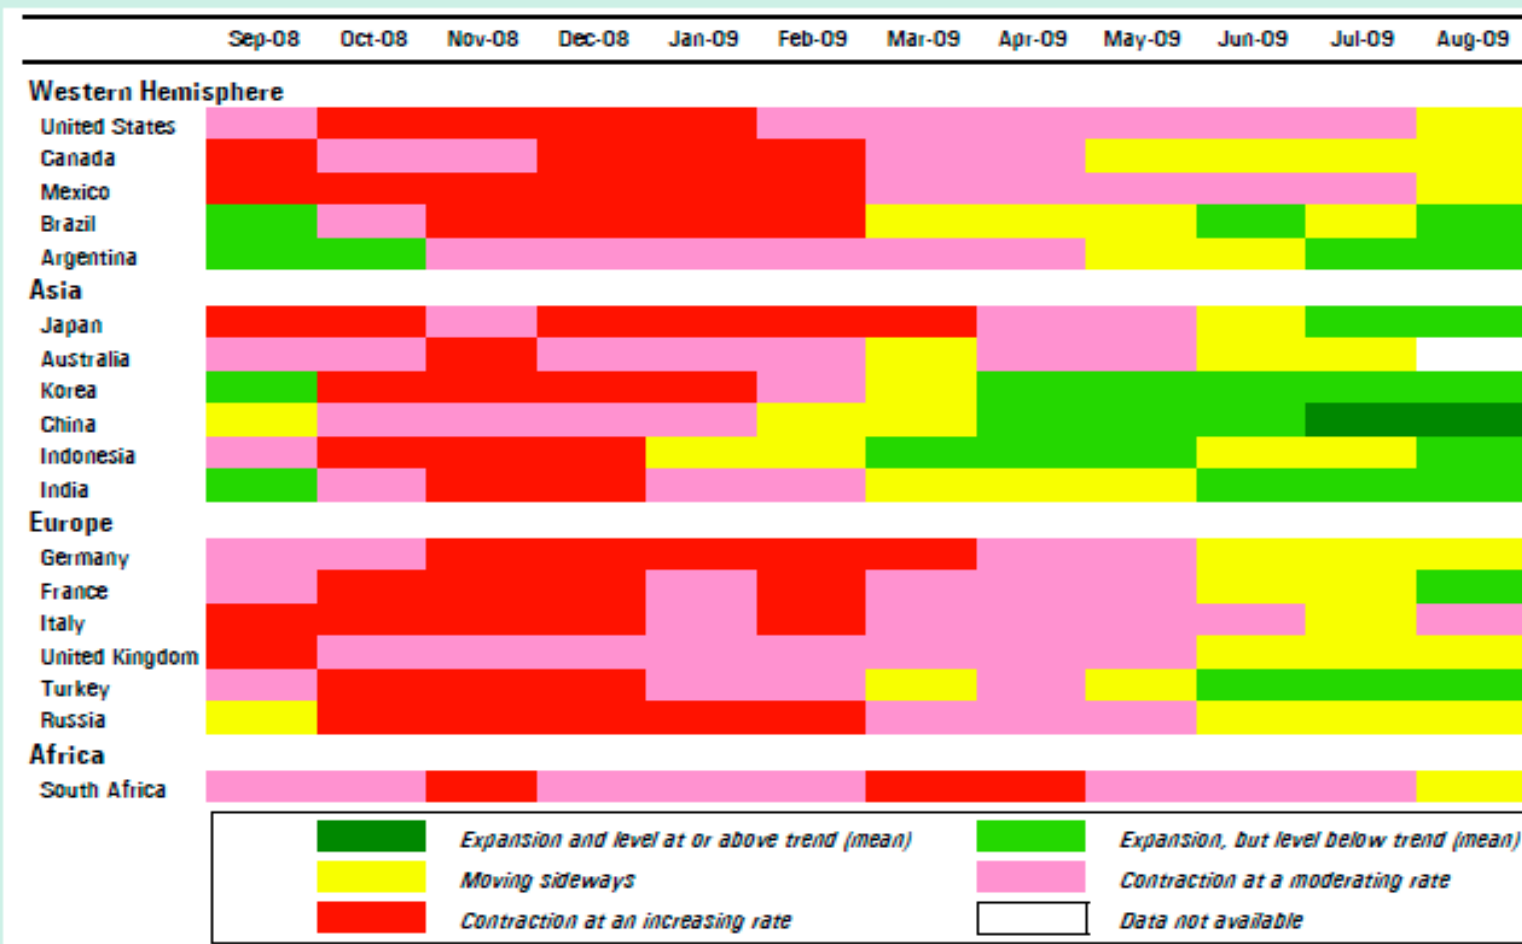 Sep-08 Oct-08 Nov-08 Dec-08 Jan-09 Feb-09 Mar-09 Apr-09 May-09 Jun-09 Jul-09 Aug-09
Western Hemisphere
United States
Canada
Mexico
Brazil
Argentina
Asia
Japan
Australia
Korea
China
Indonesia
India
Europe
Germany
France
Italy
United Kingdom
Turkey
Russia
Africa
South Africa
Expansion and level at or above trend (mean) Expansion, but level below trend (mean)
Moving sideways Contraction at a moderating rate
Contraction at an increasing rate Data not available